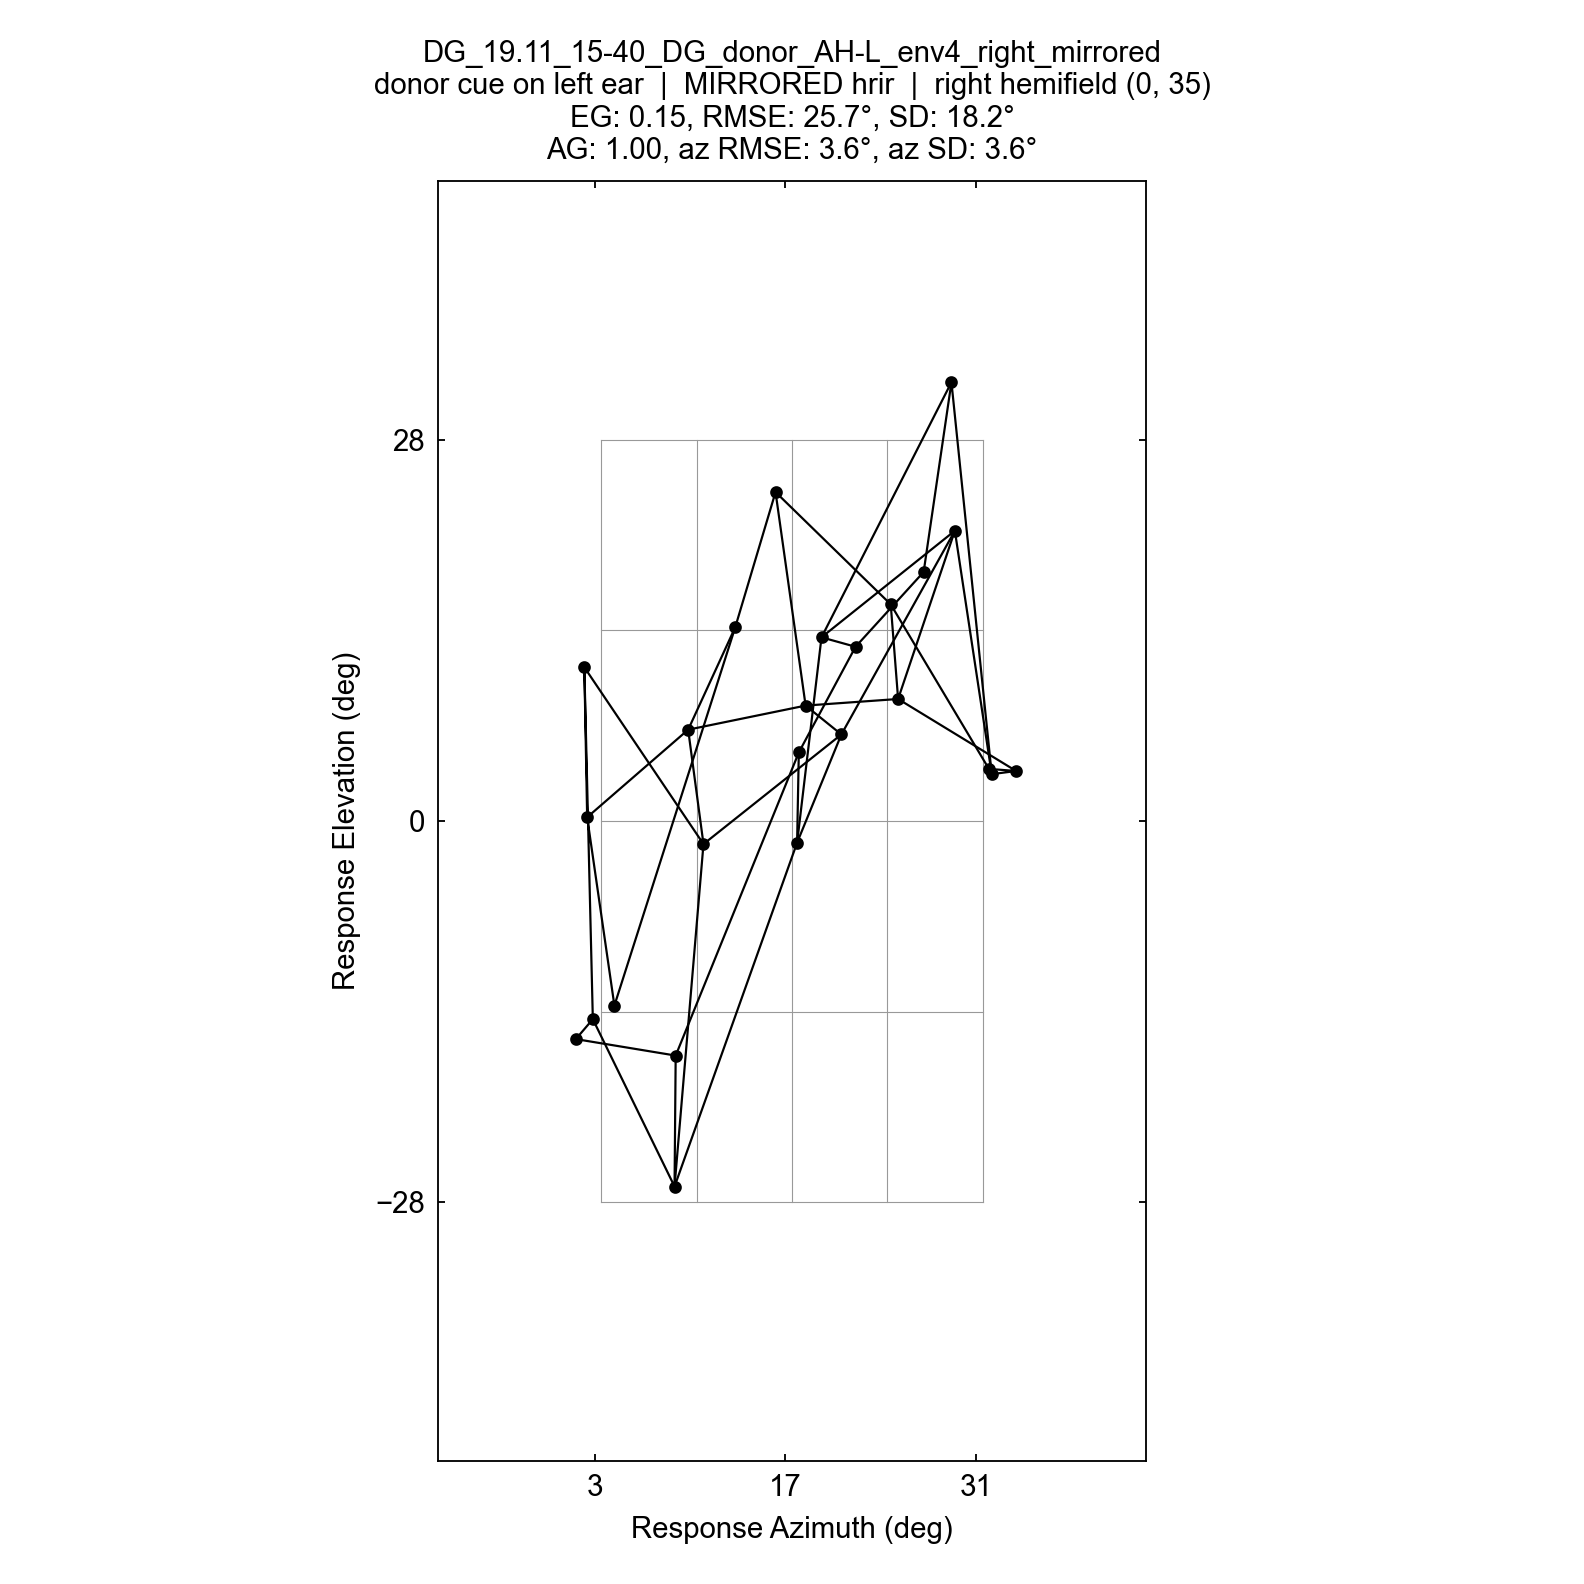 DG_19.11_15-40_DG_donor_AH-L_env4_right_mirrored
donor cue on left ear | MIRRORED hrir | right hemifield (0, 35)
EG: 0.15, RMSE: 25.7°, SD: 18.2°
AG: 1.00, az RMSE: 3.6°, az SD: 3.6°
28
0
−28
Response Elevation (deg)
3 17 31
Response Azimuth (deg)